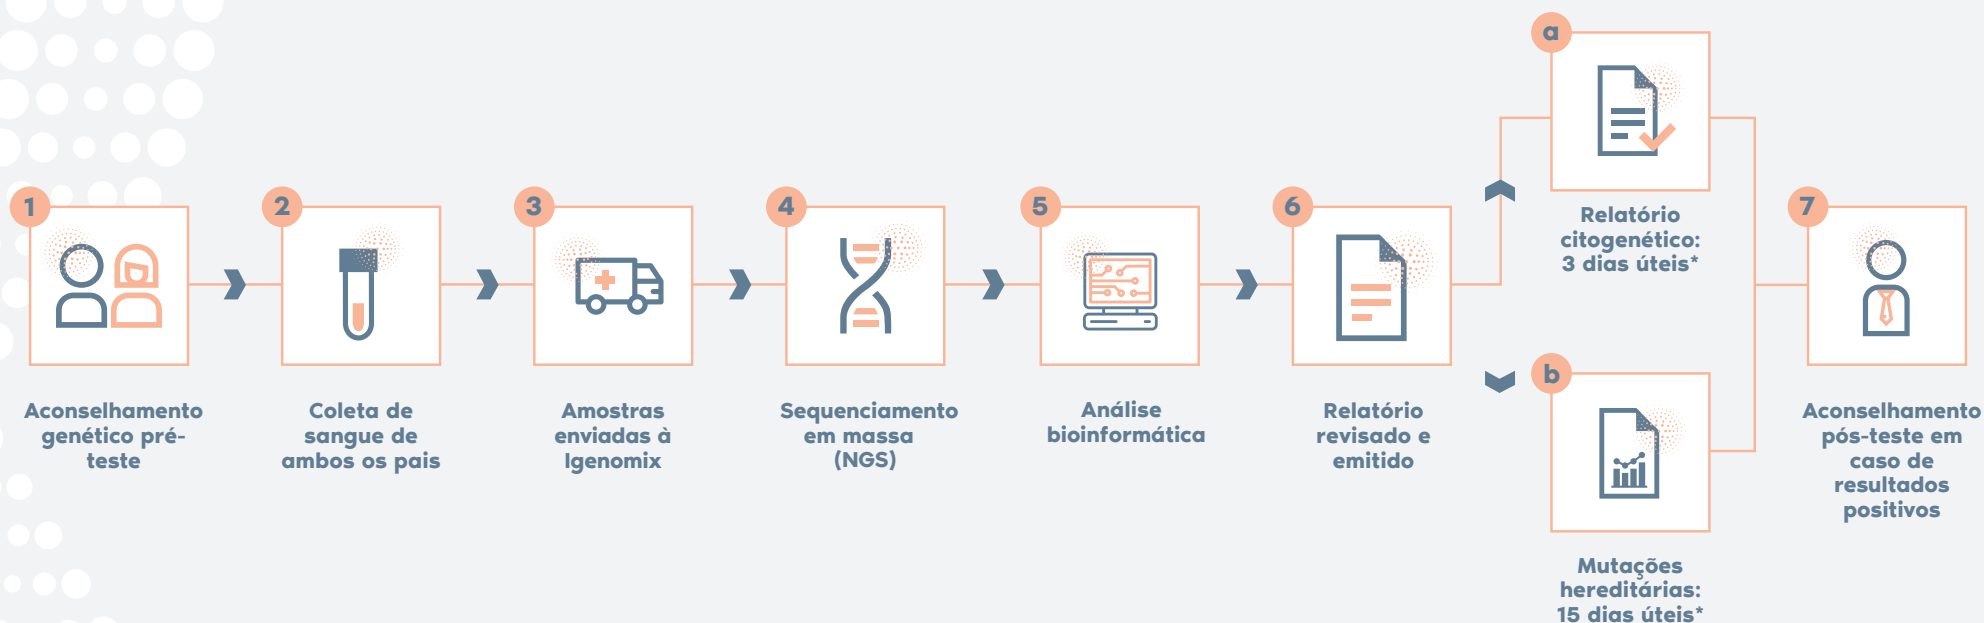 1
Aconselhamento
genético pré-
teste
2
Coleta de
sangue de
ambos os pais
3
Amostras
enviadas à
Igenomix
4
Sequenciamento
em massa
(NGS)
5
Análise
bioinformática
6
Relatório
revisado e
emitido
a
Relatório
citogenético:
3 dias úteis*
b
Mutações
hereditárias:
15 dias úteis*
7
Aconselhamento
pós-teste em
caso de
resultados
positivos